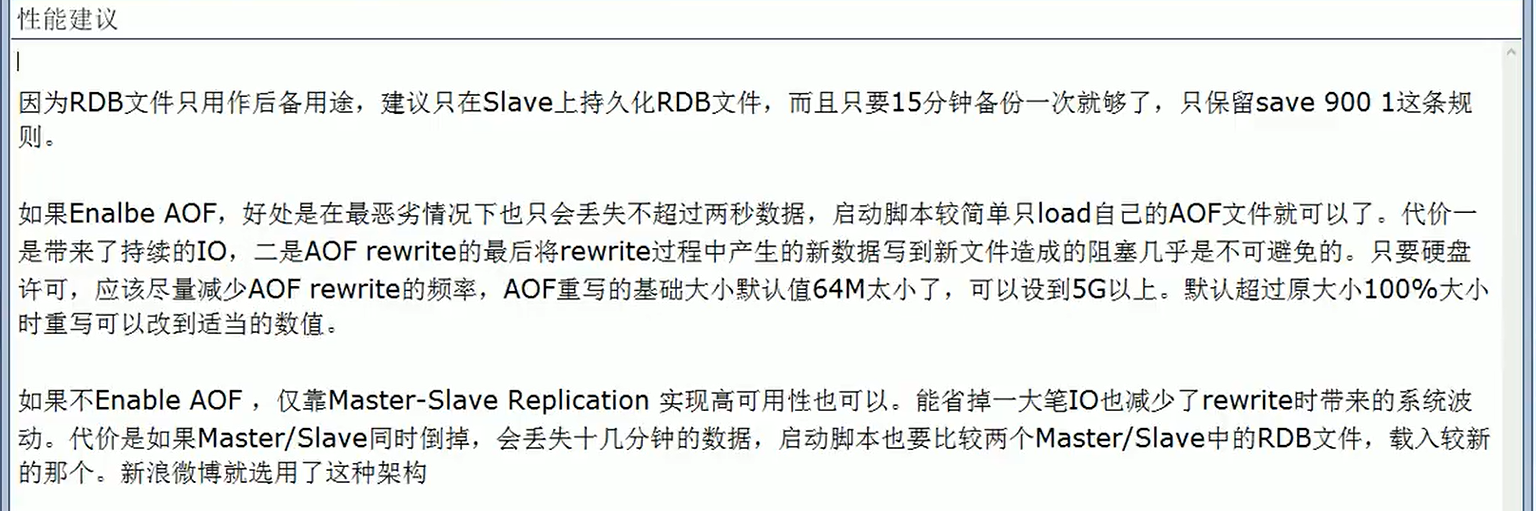 性能建议
因为RDB文件只用作后备用途，建议只在Slave上持久化RDB文件，而且只要15分钟备份一次就够了，只保留save 900 1这条规
则。
如果Enalbe AOF，好处是在最恶劣情况下也只会丢失不超过两秒数据，启动脚本较简单只load自己的AOF文件就可以了。代价一
是带来了持续的IO，二是AOF rewrite的最后将rewrite过程中产生的新数据写到新文件造成的阻塞几乎是不可避免的。只要硬盘
许可，应该尽量减少AOF rewrite的频率，AOF重写的基础大小默认值64M太小了，可以设到5G以上。默认超过原大小100%大小
时重写可以改到适当的数值。
如果不Enable AOF ，仅靠Master-Slave Replication 实现高可用性也可以。能省掉一大笔IO也减少了rewrite时带来的系统波
动。代价是如果Master/Slave同时倒掉，会丢失十几分钟的数据，启动脚本也要比较两个Master/Slave中的RDB文件，载入较新
的那个。新浪微博就选用了这种架构